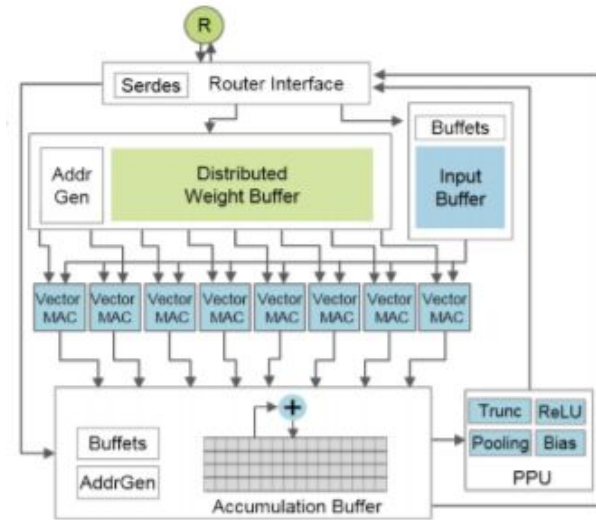 R
Serdes
Router Interface
Buffets
Addr
Gen
Distributed
Weight Buffer
Input
Buffer
Vector
MAC
Vector
MAC
Vector
MAC
Vector
MAC
Vector
MAC
Vector
MAC
Vector
MAC
Vector
MAC
+
Buffets
AddrGen
Accumulation Buffer
Trunc
ReLU
Pooling
Bias
PPU